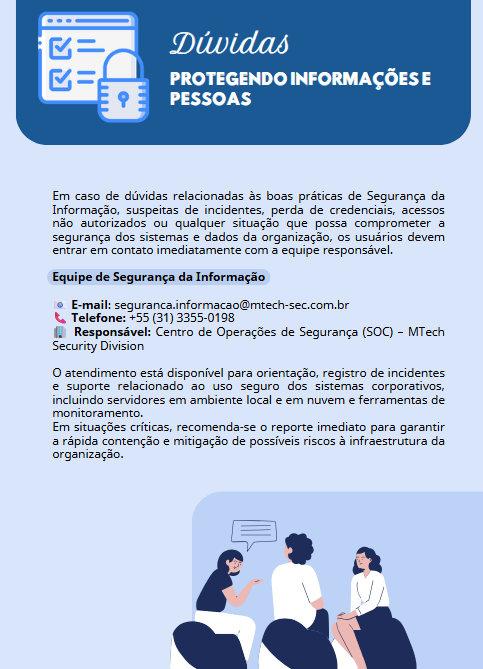 Dúvidas
PROTEGENDO INFORMAÇÕES E
PESSOAS
Em caso de dúvidas relacionadas às boas práticas de Segurança da
Informação, suspeitas de incidentes, perda de credenciais, acessos
não autorizados ou qualquer situação que possa comprometer a
segurança dos sistemas e dados da organização, os usuários devem
entrar em contato imediatamente com a equipe responsável.
Equipe de Segurança da Informação
E-mail: seguranca.informacao@mtech-sec.com.br
Telefone: +55 (31) 3355-0198
Responsável: Centro de Operações de Segurança (SOC) – MTech
Security Division
O atendimento está disponível para orientação, registro de incidentes
e suporte relacionado ao uso seguro dos sistemas corporativos,
incluindo servidores em ambiente local e em nuvem e ferramentas de
monitoramento.
Em situações críticas, recomenda-se o reporte imediato para garantir
a rápida contenção e mitigação de possíveis riscos à infraestrutura da
organização.